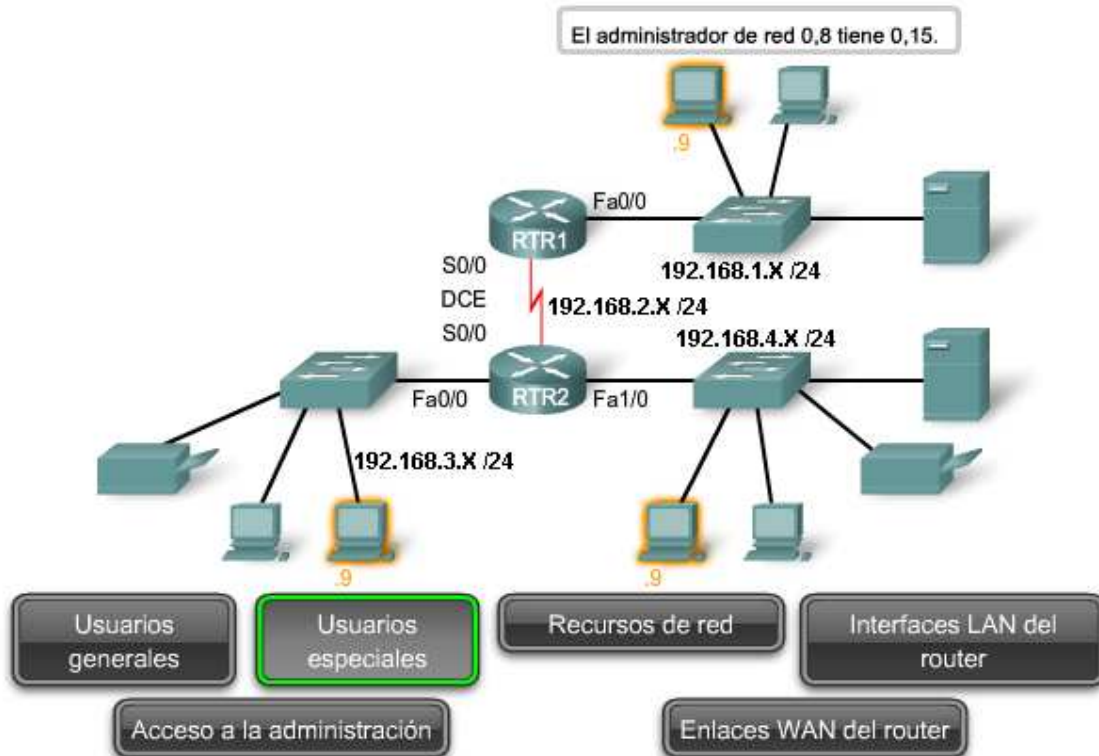 El administrador de red 0,8 tiene 0,15.
.9
Fa0/0
RTR1
S0/0
192.168.1.X /24
DCE
192.168.2.X /24
S0/0
192.168.4.X /24
Fa0/0
RTR2
Fa1/0
192.168.3.X /24
.9
.9
Usuarios
generales
Usuarios
especiales
Recursos de red
Interfaces LAN del
router
Acceso a la administración
Enlaces WAN del router